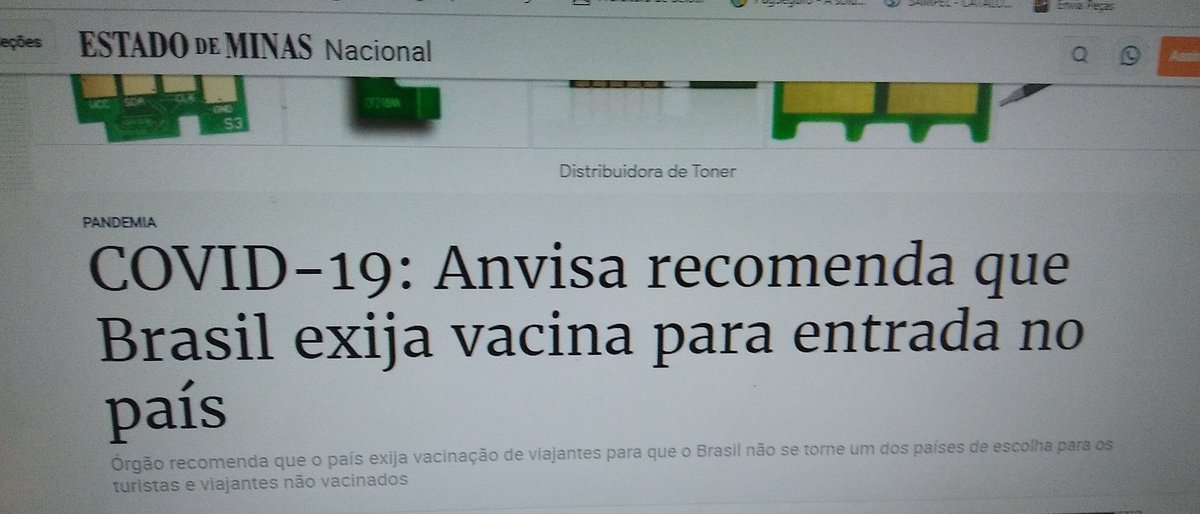 eções
ESTADO DE MINAS Nacional
VCC SDA CLK GND
S3
Distribuidora de Toner
PANDEMIA
COVID-19: Anvisa recomenda que
Brasil exija vacina para entrada no
país
Órgão recomenda que o país exija vacinação de viajantes para que o Brasil não se torne um dos países de escolha para os
turistas e viajantes não vacinados